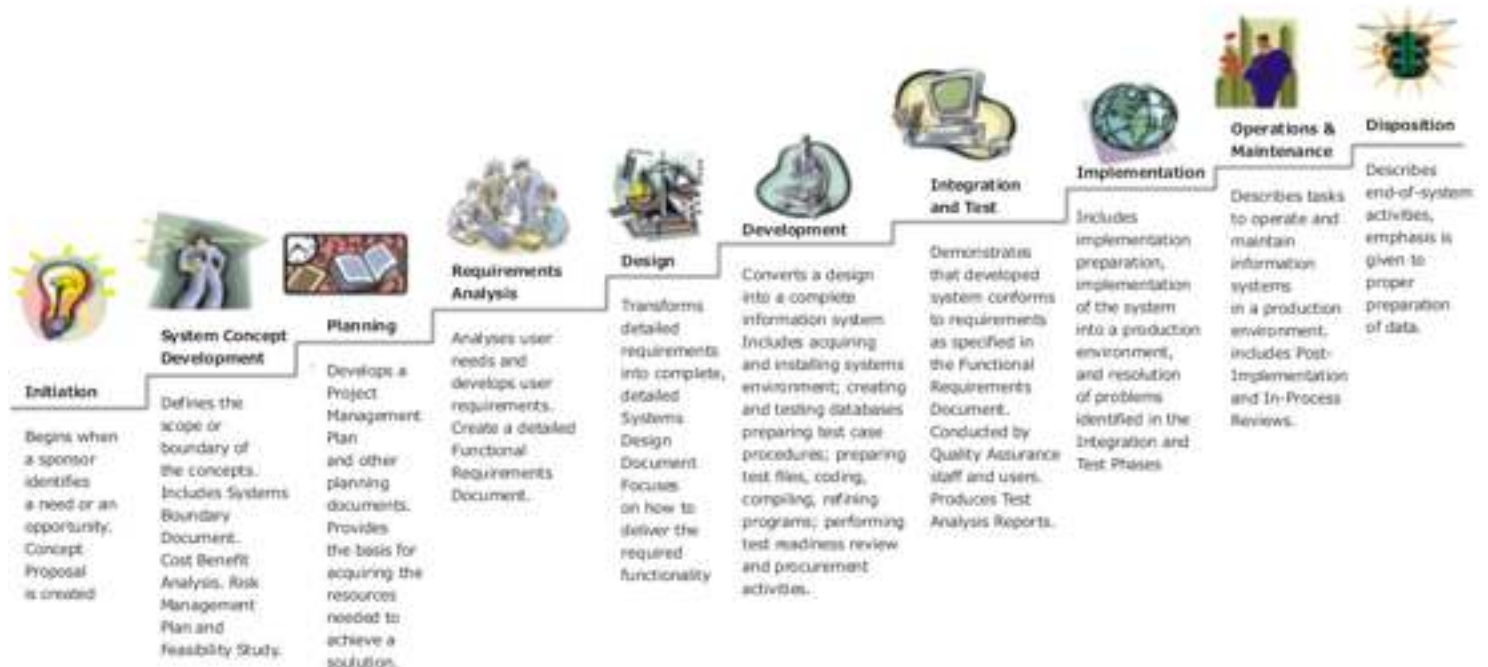 Initiation
Begins when
a sponsor
identifies
a need or an
opportunity.
Concept
Proposal
is created
System Concept
Development
Defines the
scope or
boundary of
the concepts.
Includes Systems
Boundary
Document.
Cost Benefit
Analysis. Risk
Management
Plan and
Feasibility Study.
Planning
Develops a
Project
Management
Plan
and other
planning
documents.
Provides
the basis for
acquiring the
resources
needed to
achieve a
soulution.
Requirements
Analysis
Analyses user
needs and
develops user
requirements.
Create a detailed
Functional
Requirements
Document.
Design
Transforms
detailed
requirements
into complete,
detailed
Systems
Design
Document
Focuses
on how to
deliver the
required
functionality
Development
Converts a design
into a complete
information system
Includes acquiring
and installing systems
environment; creating
and testing databases
preparing test case
procedures; preparing
test files, coding,
compiling, refining
programs; performing
test readiness review
and procurement
activities.
Integration
and Test
Demonstrates
that developed
system conforms
to requirements
as specified in
the Functional
Requirements
Document.
Conducted by
Quality Assurance
staff and users.
Produces Test
Analysis Reports.
Implementation
Includes
implementation
preparation,
implementation
of the system
into a production
environment,
and resolution
of problems
identified in the
Integration and
Test Phases
Operations &
Maintenance
Describes tasks
to operate and
maintain
information
systems
in a production
environment.
includes Post-
Implementation
and In-Process
Reviews.
Disposition
Describes
end-of-system
activities,
emphasis is
given to
proper
preparation
of data.